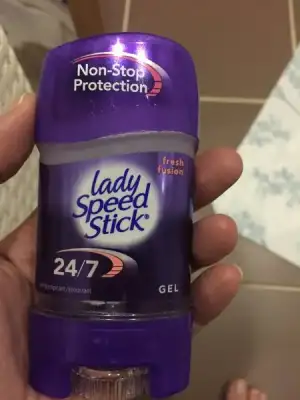 Non-Stop
Protection
fresh
fusion
lady
Speed
Stick®
24/7
GEL